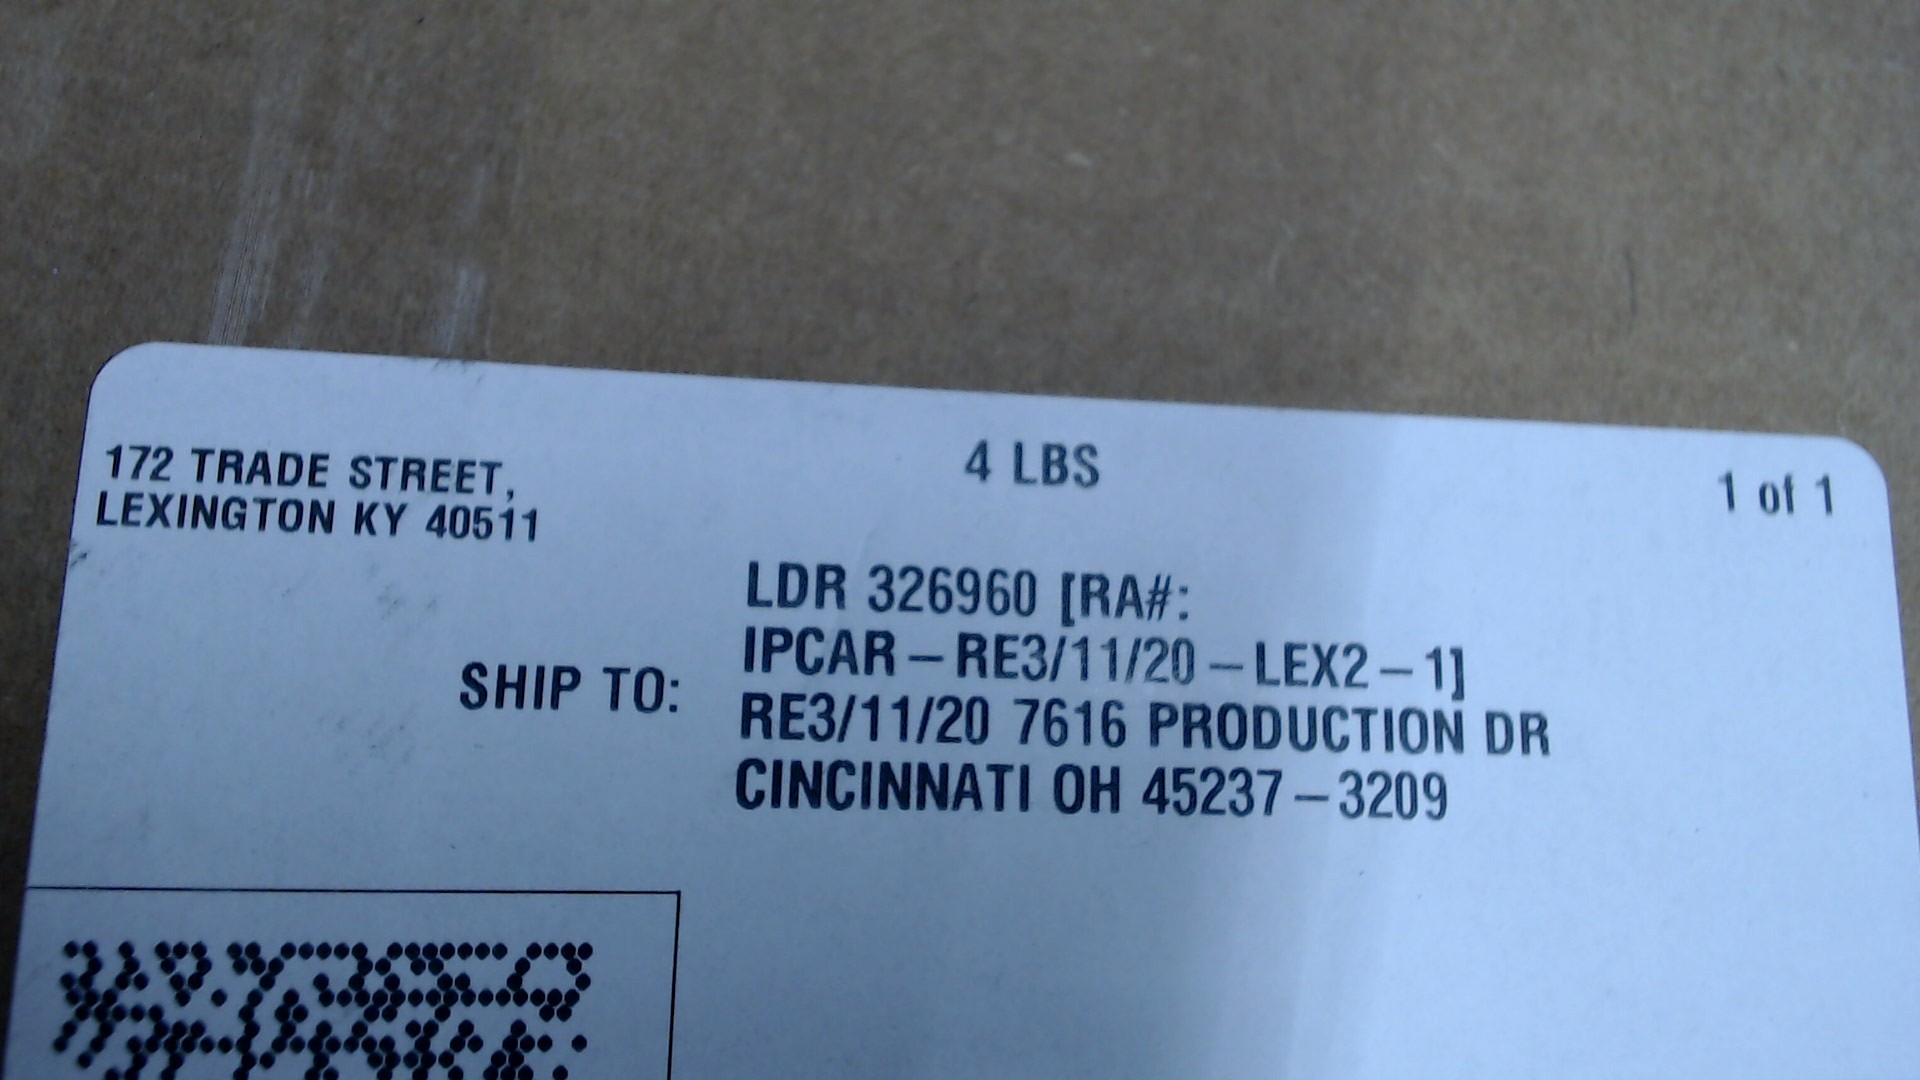 172 TRADE STREET,
LEXINGTON KY 40511
4 LBS
1 of 1
SHIP TO:
LDR 326960 [RA#:
IPCAR – RE3/11/20 – LEX2 – 1]
RE3/11/20 7616 PRODUCTION DR
CINCINNATI OH 45237 – 3209